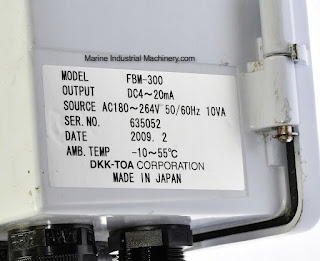 Marine Industrial Machinery.com
MODEL FBM-300
OUTPUT DC4~20mA
SOURCE AC180~264V 50/60Hz 10VA
SER.NO. 635052
DATE 2009. 2
AMB.TEMP -10~55℃
DKK-TOA CORPORATION
MADE IN JAPAN